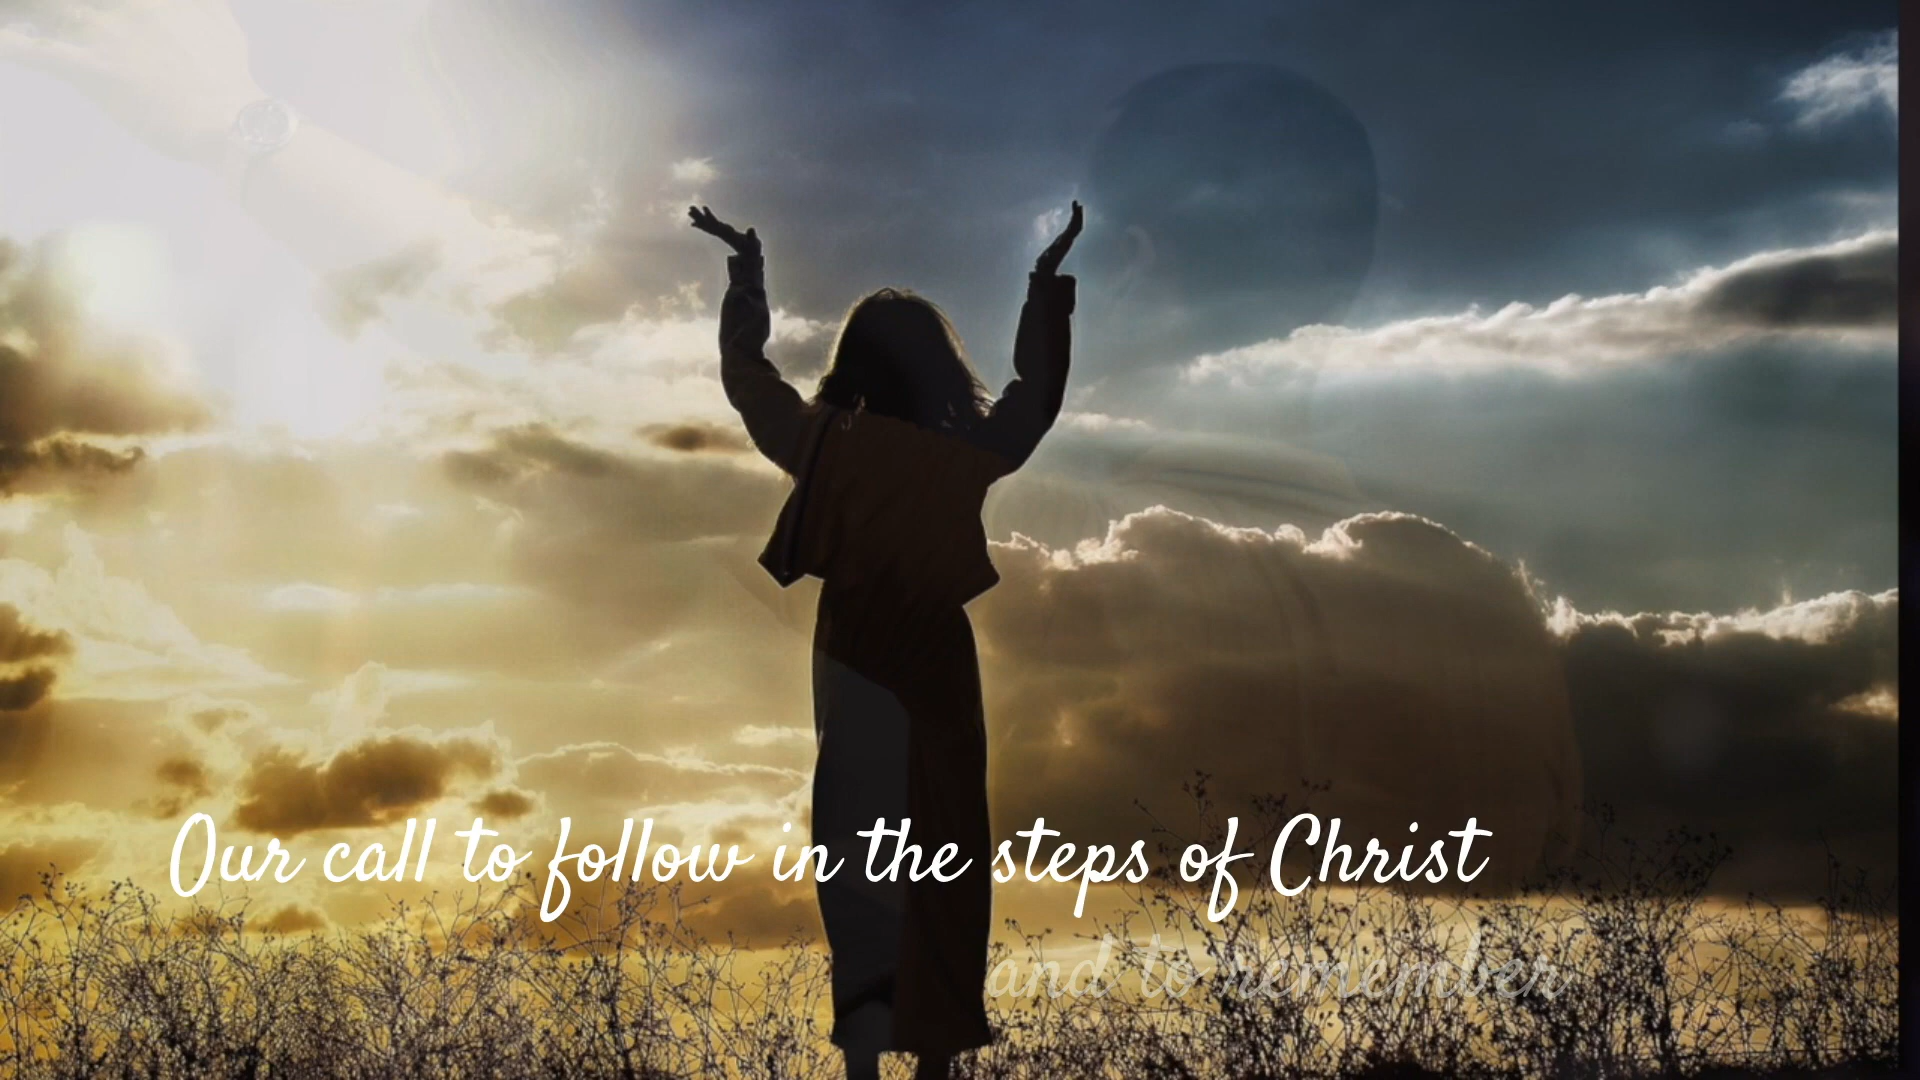 Our call to follow in the steps of Christ
and to remember